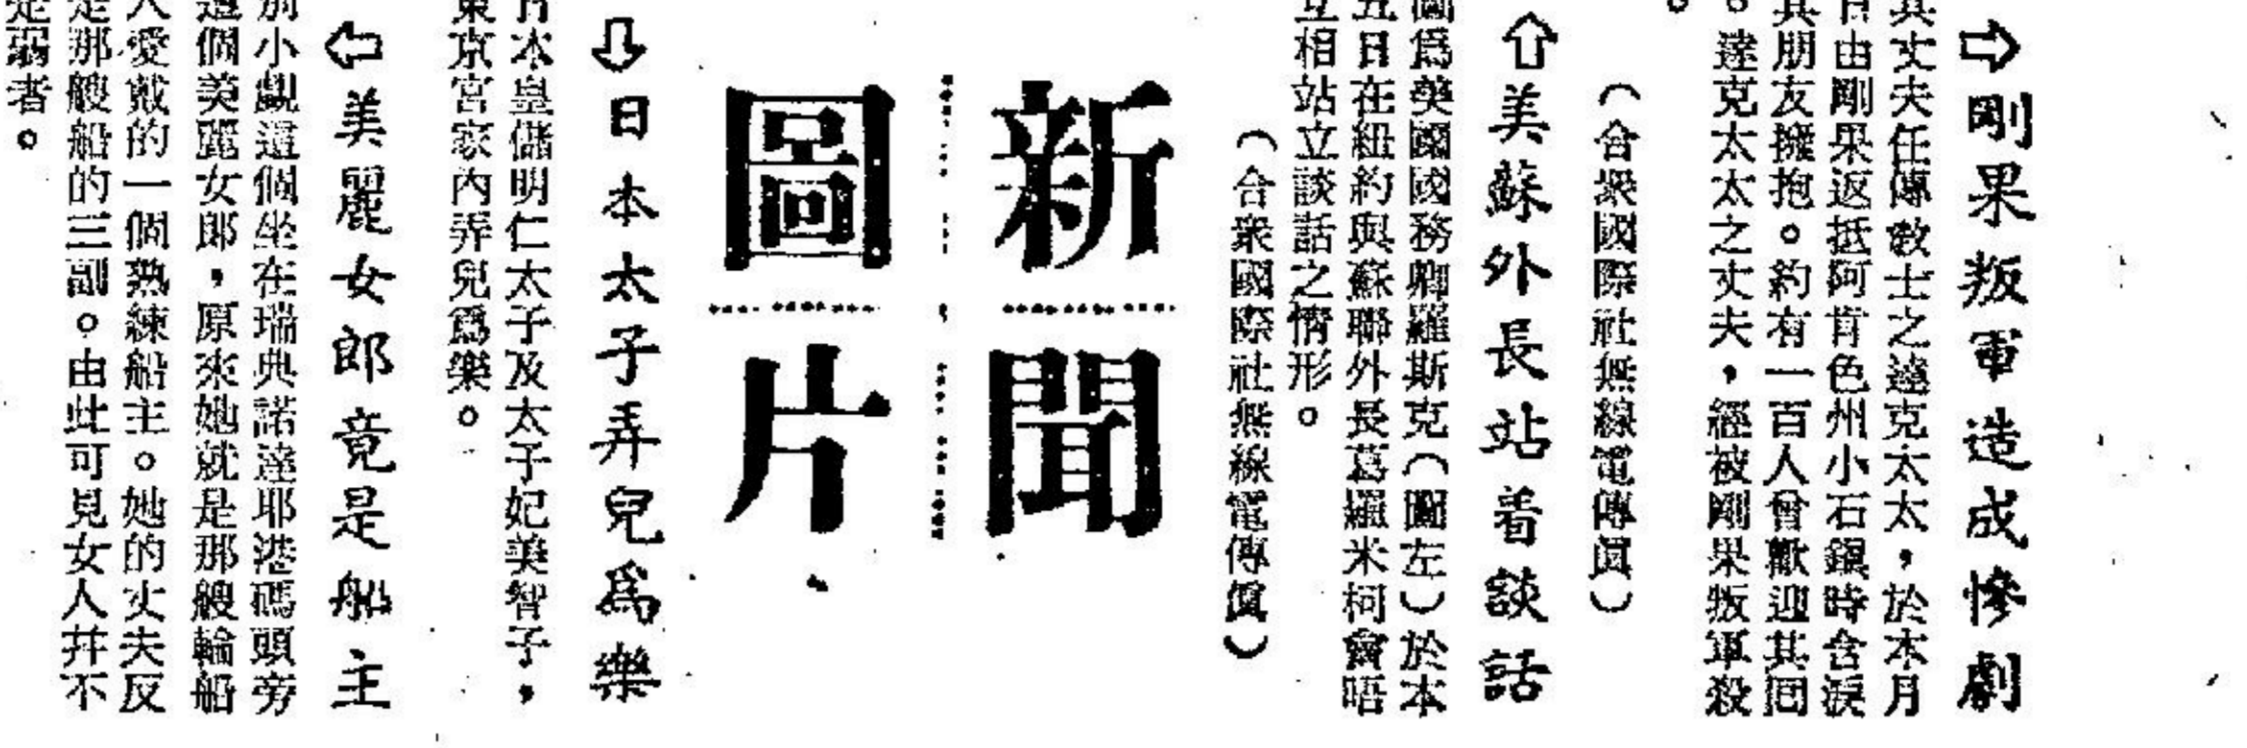 ⇨剛果叛軍造成慘劇
其丈夫任傳教士之達克太太，於本月
日由剛果返抵阿肯色州小石鎭時含淚
其朋友擁抱。約有一百人曾歡迎其囘
。達克太太之丈夫，經被剛果叛軍殺
。
（合衆國際社無線電傳眞）
⇧美蘇外長站着談話
圖爲美國國務卿羅斯克（圖左）於本
五日在紐約與蘇聯外長葛羅米柯會晤
互相站立談話之情形。
（合衆國際社無線電傳眞）
新聞
圖片
⇩日本太子弄兒爲樂
日本皇儲明仁太子及太子妃美智子，
東京宮家內弄兒爲樂。
⇦美麗女郎竟是船主
別小覷這個坐在瑞典諾達耶港碼頭旁
這個美麗女郎，原來她就是那艘輪船
人愛戴的一個熟練船主。她的丈夫反
是那艘船的三副。由此可見女人幷不
是弱者。